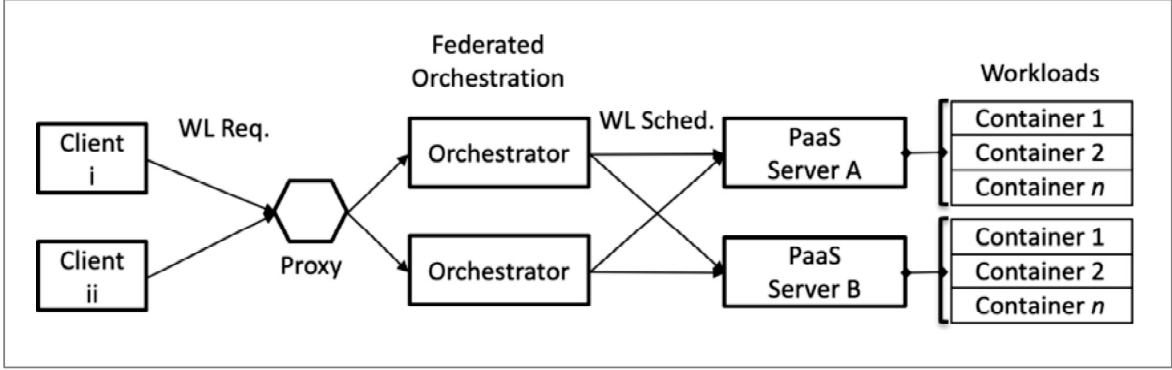 Federated
Orchestration
Workloads
WL Req.
WL Sched.
Client
i
Client
ii
Proxy
Orchestrator
Orchestrator
PaaS
Server A
PaaS
Server B
Container 1
Container 2
Container n
Container 1
Container 2
Container n